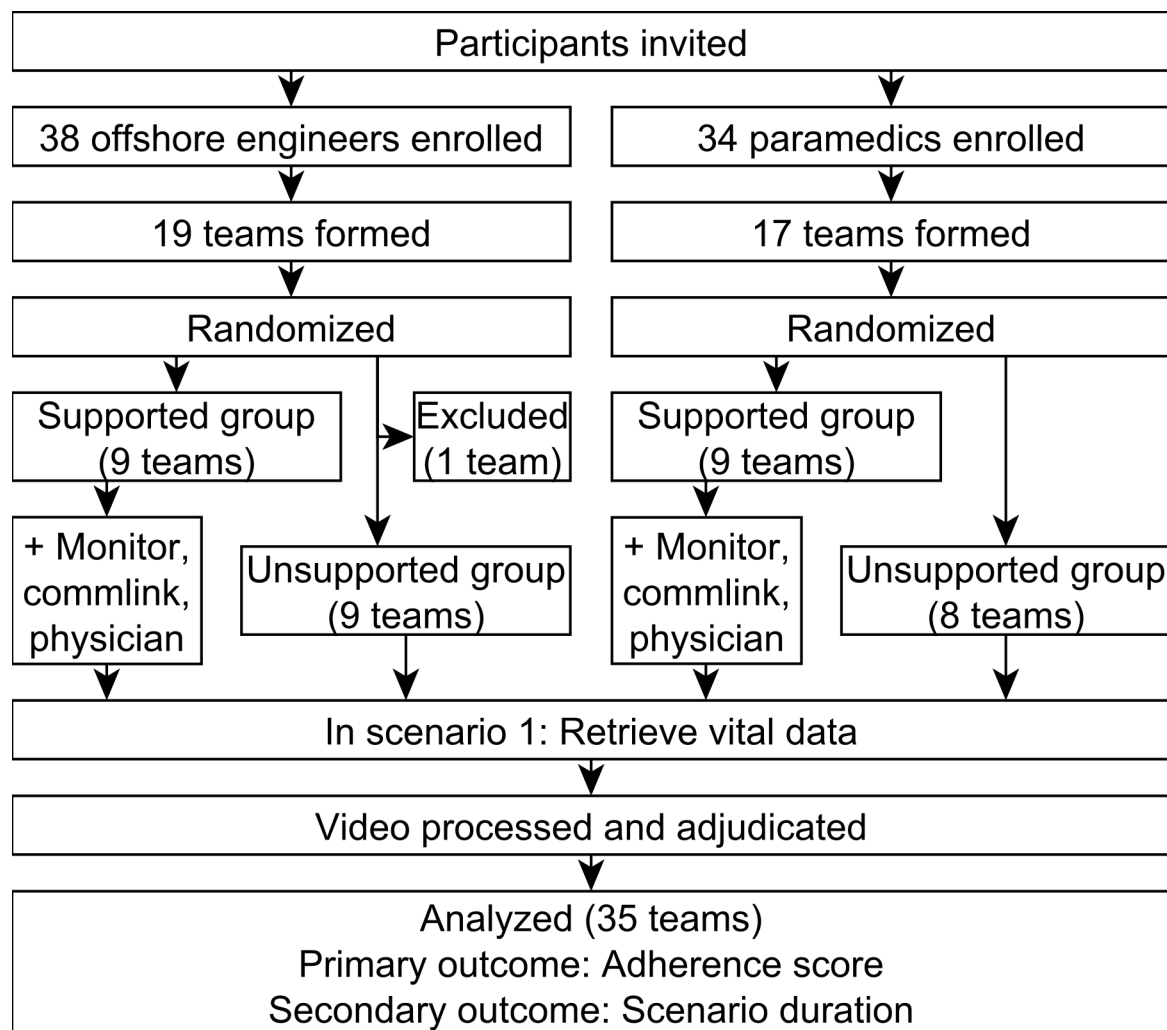 Participants invited
38 offshore engineers enrolled
34 paramedics enrolled
19 teams formed
17 teams formed
Randomized
Randomized
Supported group
(9 teams)
Excluded
(1 team)
Supported group
(9 teams)
+ Monitor,
commlink,
physician
Unsupported group
(9 teams)
+ Monitor,
commlink,
physician
Unsupported group
(8 teams)
In scenario 1: Retrieve vital data
Video processed and adjudicated
Analyzed (35 teams)
Primary outcome: Adherence score
Secondary outcome: Scenario duration